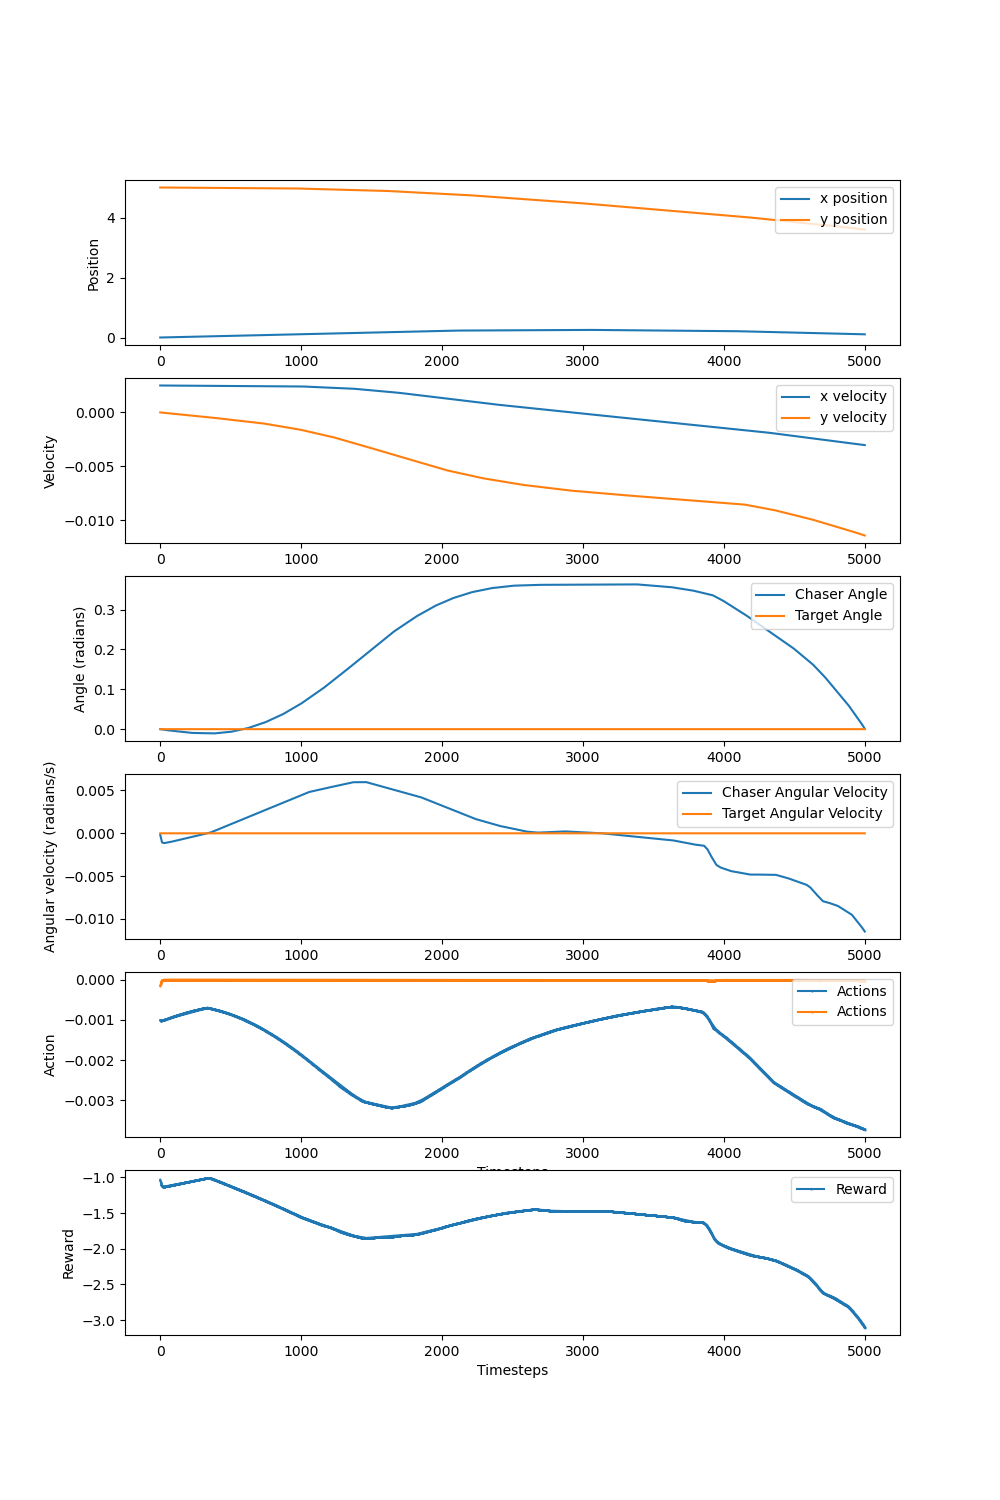 4
2
0
Position
x position
y position
0 1000 2000 3000 4000 5000
0.000
−0.005
−0.010
Velocity
x velocity
y velocity
0 1000 2000 3000 4000 5000
0.3
0.2
0.1
0.0
Angle (radians)
Chaser Angle
Target Angle
0 1000 2000 3000 4000 5000
0.005
0.000
−0.005
−0.010
Angular velocity (radians/s)
Chaser Angular Velocity
Target Angular Velocity
0 1000 2000 3000 4000 5000
0.000
−0.001
−0.002
−0.003
Action
Actions
Actions
0 1000 2000 3000 4000 5000
Timesteps
−1.0
−1.5
−2.0
−2.5
−3.0
Reward
Reward
0 1000 2000 3000 4000 5000
Timesteps